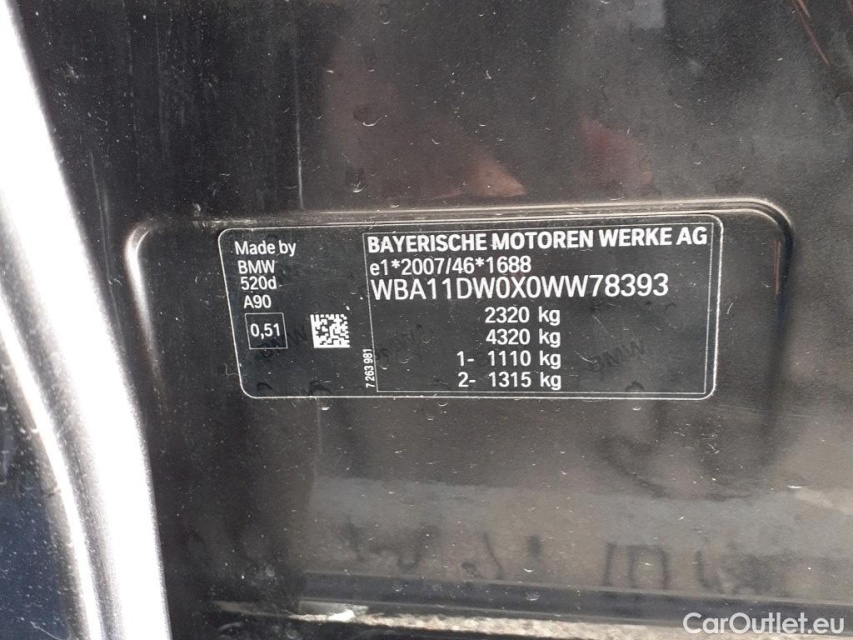 Made by
BMW
520d
A90
0,51
7 263 981
BAYERISCHE MOTOREN WERKE AG
e1*2007/46*1688
WBA11DW0X0WW78393
2320 kg
4320 kg
1- 1110 kg
2- 1315 kg
CarOutlet.eu